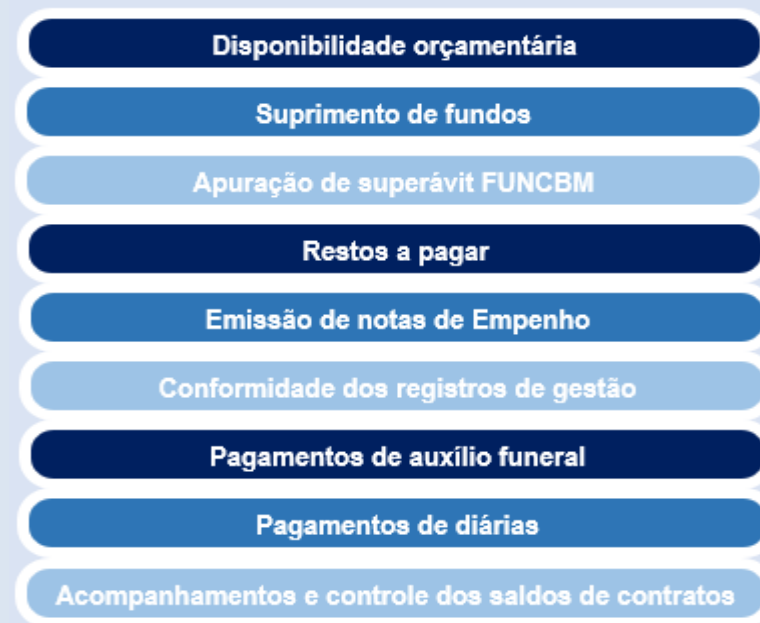 Disponibilidade orçamentária
Suprimento de fundos
Apuração de superávit FUNCBM
Restos a pagar
Emissão de notas de Empenho
Conformidade dos registros de gestão
Pagamentos de auxílio funeral
Pagamentos de diárias
Acompanhamentos e controle dos saldos de contratos